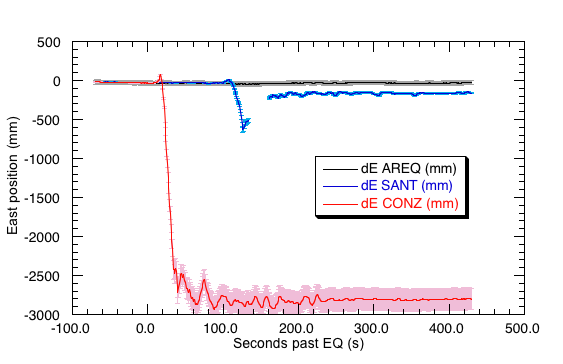 500
0
-500
-1000
-1500
-2000
-2500
-3000
East position (mm)
dE AREQ (mm)
dE SANT (mm)
dE CONZ (mm)
-100.0 0.0 100.0 200.0 300.0 400.0 500.0
Seconds past EQ (s)